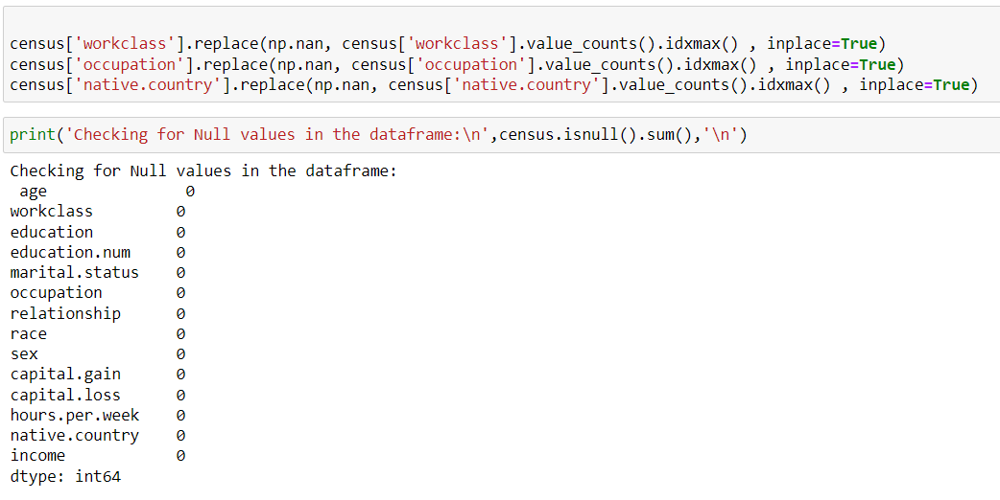 census['workclass'].replace(np.nan, census['workclass'].value_counts().idxmax() , inplace=True)
census['occupation'].replace(np.nan, census['occupation'].value_counts().idxmax() , inplace=True)
census['native.country'].replace(np.nan, census['native.country'].value_counts().idxmax() , inplace=True)
print('Checking for Null values in the dataframe:\n',census.isnull().sum(),'\n')
Checking for Null values in the dataframe:
 age               0
workclass         0
education         0
education.num     0
marital.status    0
occupation        0
relationship      0
race              0
sex               0
capital.gain      0
capital.loss      0
hours.per.week    0
native.country    0
income            0
dtype: int64